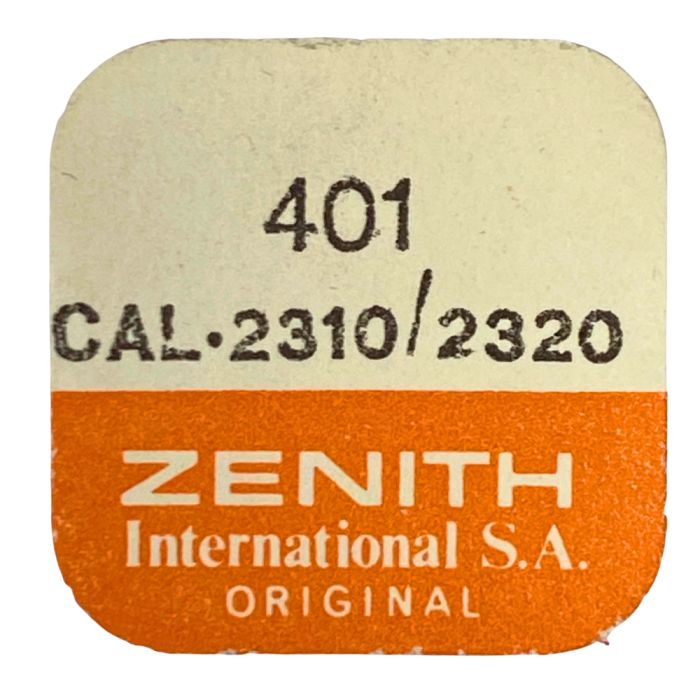 401
CAL·2310/2320
ZENITH
International S.A.
ORIGINAL